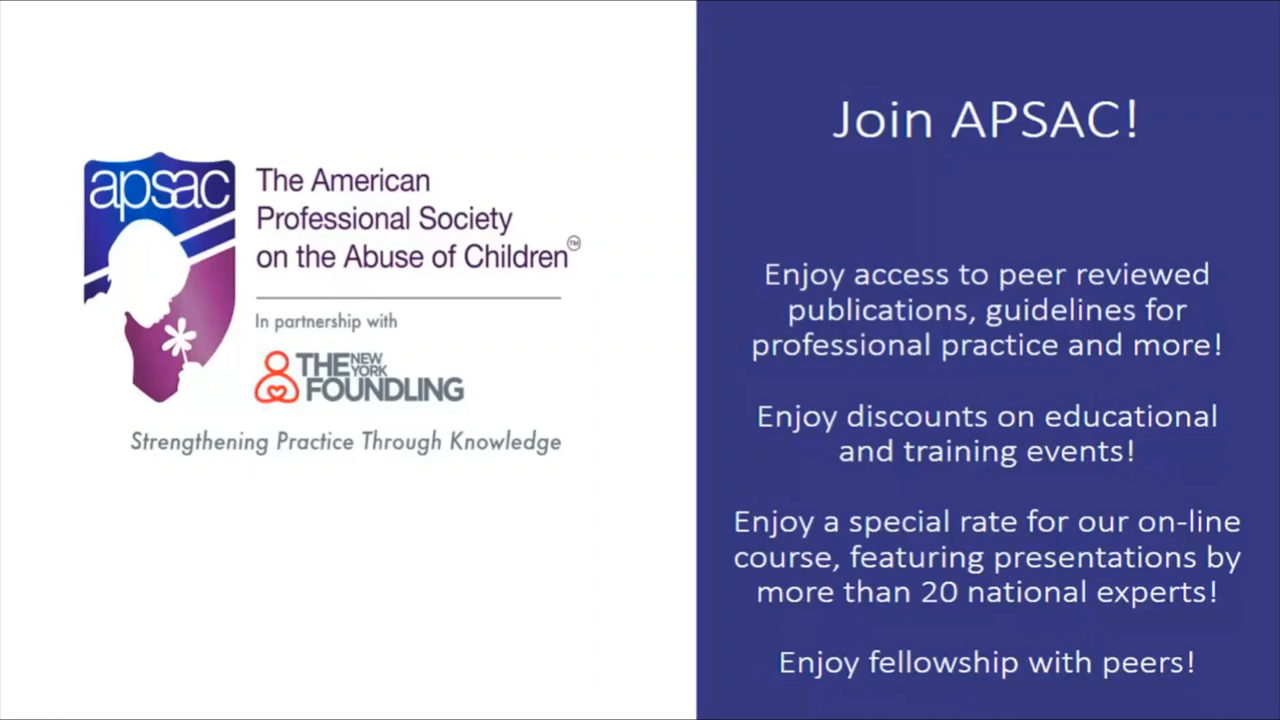 apsac
The American
Professional Society
on the Abuse of Children™
In partnership with
THE NEW YORK
FOUNDLING
Strengthening Practice Through Knowledge
Join APSAC!
Enjoy access to peer reviewed
publications, guidelines for
professional practice and more!
Enjoy discounts on educational
and training events!
Enjoy a special rate for our on-line
course, featuring presentations by
more than 20 national experts!
Enjoy fellowship with peers!